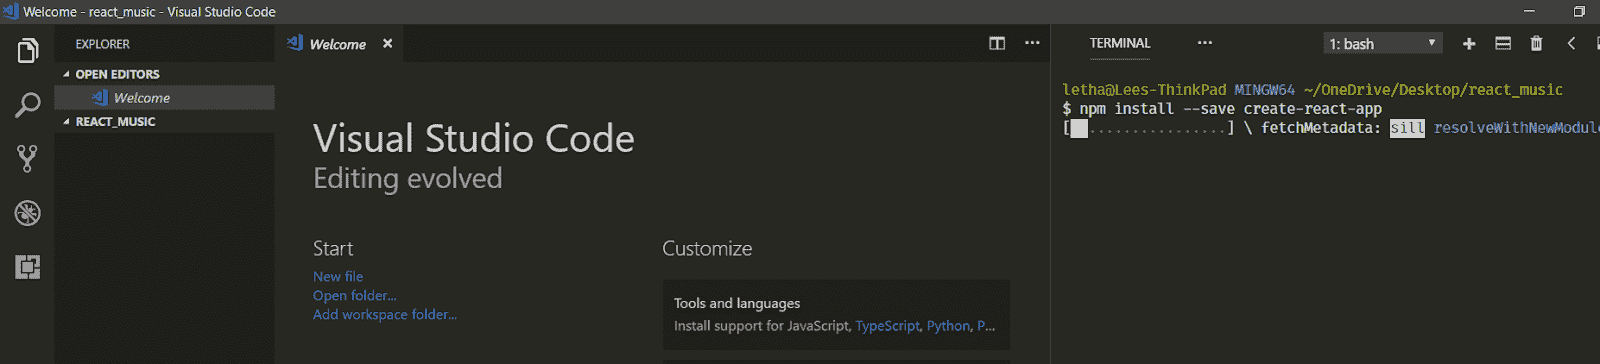 Welcome - react_music - Visual Studio Code
EXPLORER
OPEN EDITORS
Welcome
REACT_MUSIC
Welcome
Visual Studio Code
Editing evolved
Start
New file
Open folder...
Add workspace folder...
Customize
Tools and languages
Install support for JavaScript, TypeScript, Python, P...
TERMINAL
1: bash
letha@Lees-ThinkPad MINGW64 ~/OneDrive/Desktop/react_music
$ npm install --save create-react-app
[ ................] \ fetchMetadata: sill resolveWithNewModule